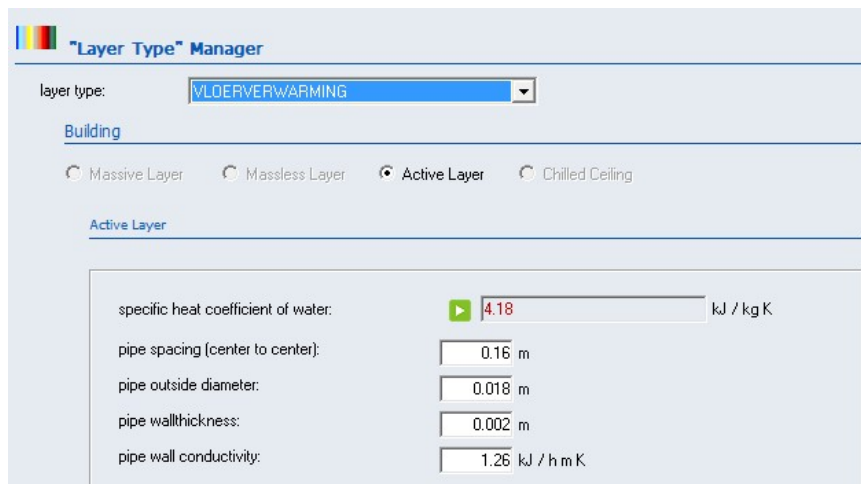 "Layer Type" Manager
layer type: VLOERVERWARMING
Building
Massive Layer Massless Layer Active Layer Chilled Ceiling
Active Layer
specific heat coefficient of water: 4.18 kJ / kg K
pipe spacing (center to center): 0.16 m
pipe outside diameter: 0.018 m
pipe wallthickness: 0.002 m
pipe wall conductivity: 1.26 kJ / h m K